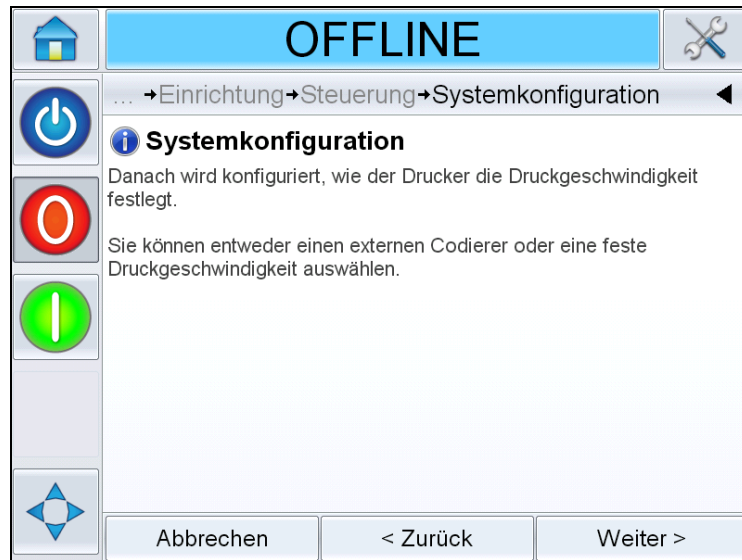 OFFLINE
... →Einrichtung→Steuerung→Systemkonfiguration
Systemkonfiguration
Danach wird konfiguriert, wie der Drucker die Druckgeschwindigkeit
festlegt.
Sie können entweder einen externen Codierer oder eine feste
Druckgeschwindigkeit auswählen.
Abbrechen
< Zurück
Weiter >